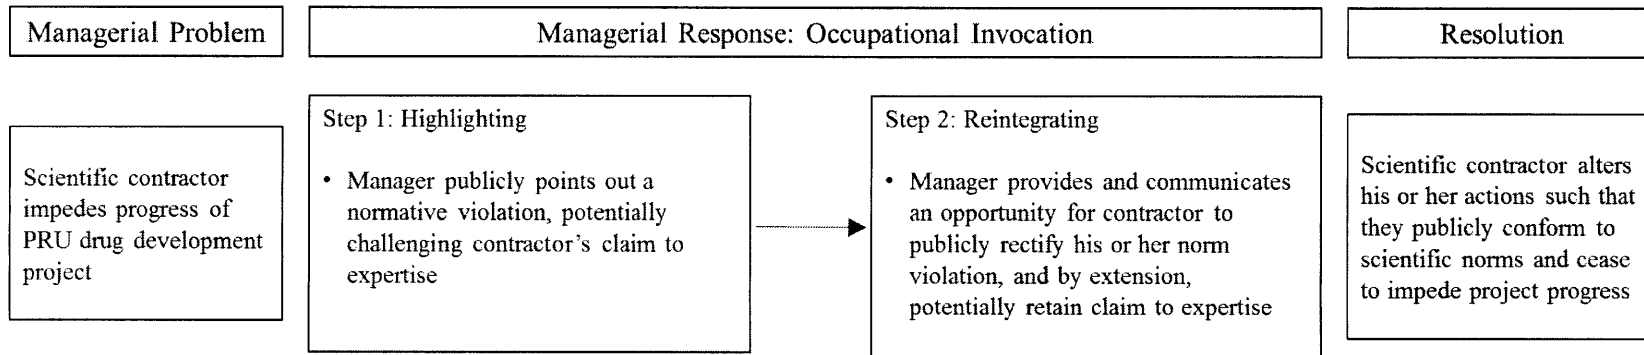 Managerial Problem
Managerial Response: Occupational Invocation
Resolution
Scientific contractor
impedes progress of
PRU drug development
project
Step 1: Highlighting
• Manager publicly points out a
normative violation, potentially
challenging contractor's claim to
expertise
Step 2: Reintegrating
• Manager provides and communicates
an opportunity for contractor to
publicly rectify his or her norm
violation, and by extension,
potentially retain claim to expertise
Scientific contractor alters
his or her actions such that
they publicly conform to
scientific norms and cease
to impede project progress